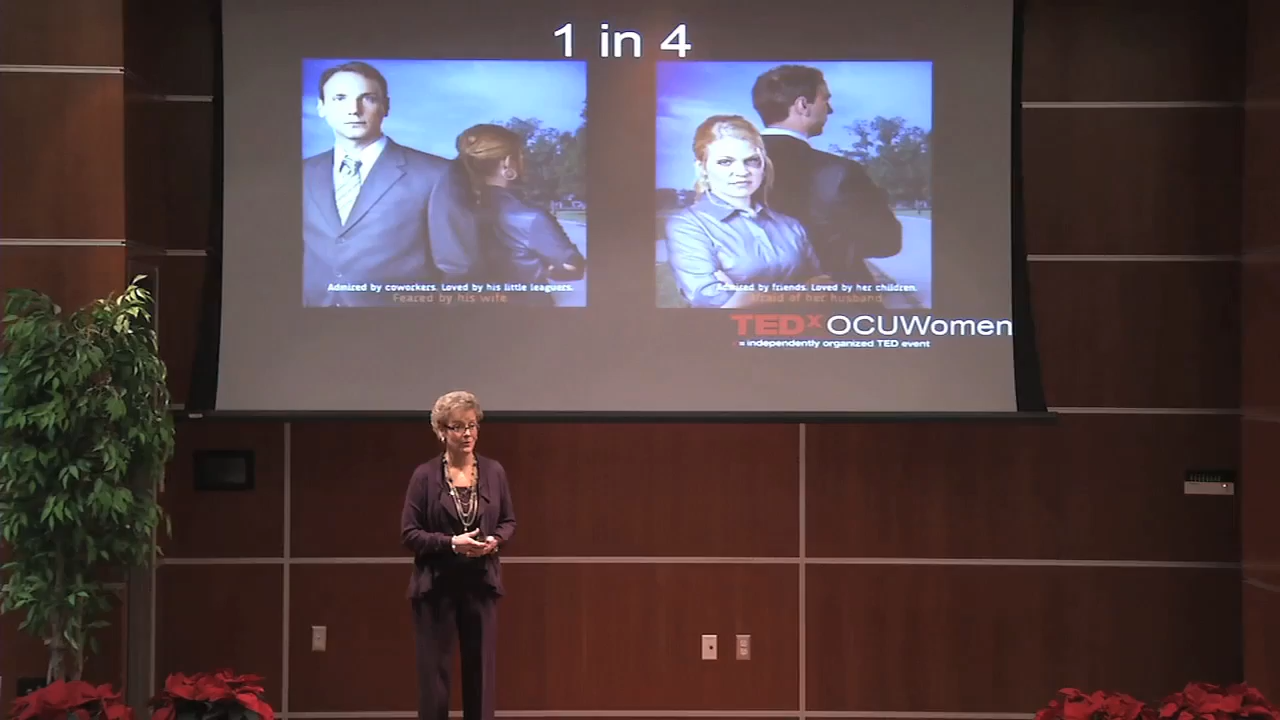 1 in 4
Admired by coworkers. Loved by his little leaguers.
Feared by his wife.
Admired by friends. Loved by her children.
Afraid of her husband.
TEDxOCUWomen
x = independently organized TED event